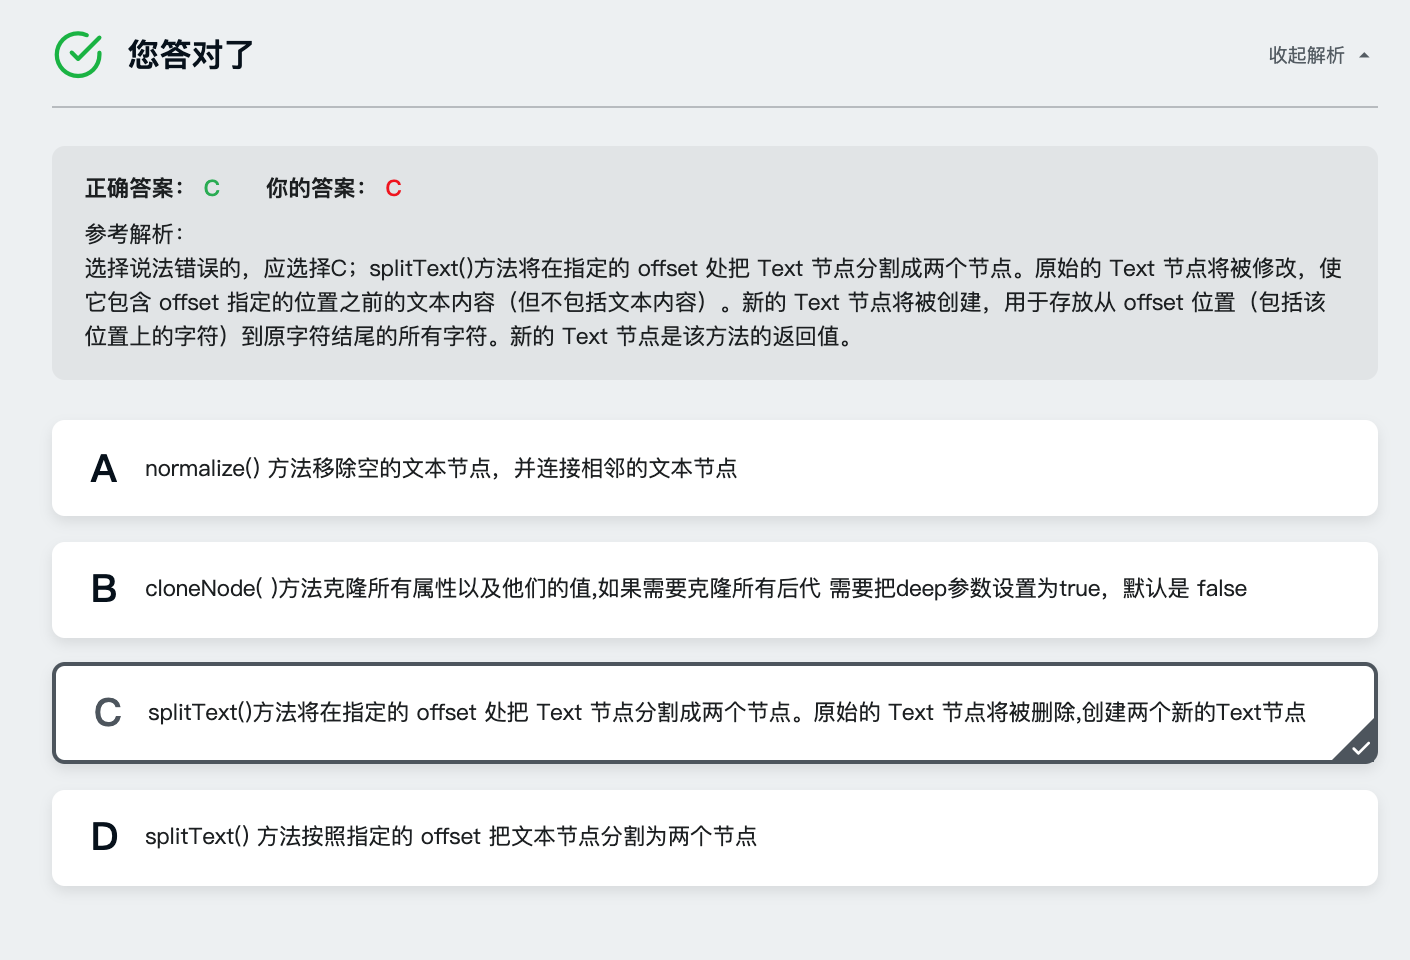 您答对了
收起解析
正确答案： C 你的答案： C
参考解析：
选择说法错误的，应选择C；splitText()方法将在指定的 offset 处把 Text 节点分割成两个节点。原始的 Text 节点将被修改，使
它包含 offset 指定的位置之前的文本内容（但不包括文本内容）。新的 Text 节点将被创建，用于存放从 offset 位置（包括该
位置上的字符）到原字符结尾的所有字符。新的 Text 节点是该方法的返回值。
A normalize() 方法移除空的文本节点，并连接相邻的文本节点
B cloneNode( )方法克隆所有属性以及他们的值,如果需要克隆所有后代 需要把deep参数设置为true，默认是 false
C splitText()方法将在指定的 offset 处把 Text 节点分割成两个节点。原始的 Text 节点将被删除,创建两个新的Text节点
D splitText() 方法按照指定的 offset 把文本节点分割为两个节点